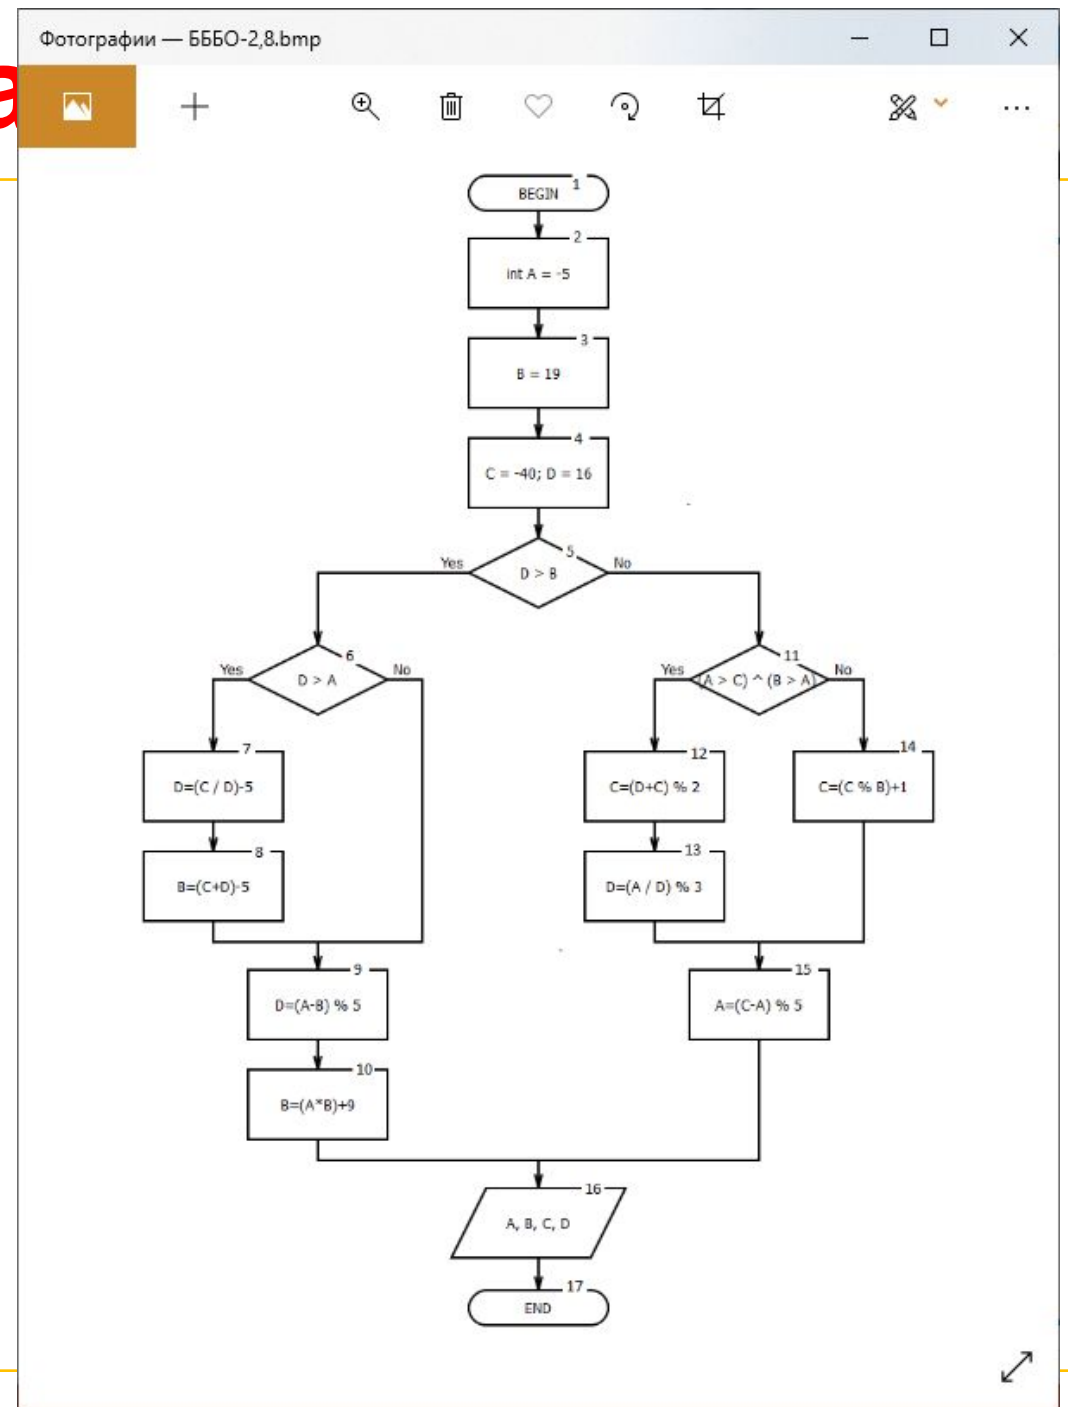 Фотографии — БББО-2,8.bmp
а
BEGIN 1
2
int A = -5
3
B = 19
4
C = -40; D = 16
5
Yes D > B No
6
Yes D > A No
11
Yes (A > C) ^ (B > A) No
7
D=(C / D)-5
12
C=(D+C) % 2
14
C=(C % B)+1
8
B=(C+D)-5
13
D=(A / D) % 3
9
D=(A-B) % 5
15
A=(C-A) % 5
10
B=(A*B)+9
16
A, B, C, D
17
END